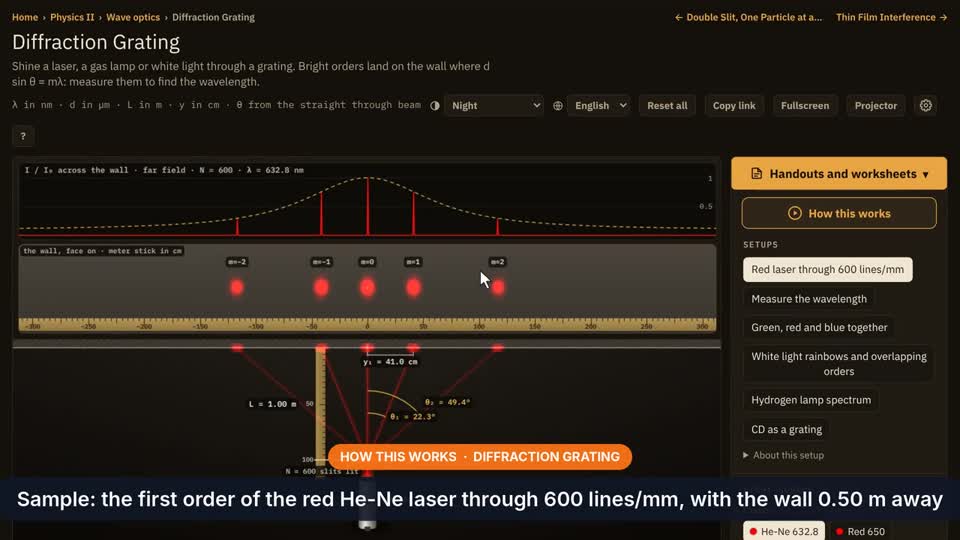 Home › Physics II › Wave optics › Diffraction Grating
← Double Slit, One Particle at a... Thin Film Interference →
Diffraction Grating
Shine a laser, a gas lamp or white light through a grating. Bright orders land on the wall where d
sin θ = mλ: measure them to find the wavelength.
λ in nm · d in μm · L in m · y in cm · θ from the straight through beam
Night
English
Reset all
Copy link
Fullscreen
Projector
?
I / I₀ across the wall · far field · N = 600 · λ = 632.8 nm
1
0.5
the wall, face on · meter stick in cm
m=-2 m=-1 m=0 m=1 m=2
-300 -250 -200 -150 -100 -50 0 50 100 150 200 250 300
y₁ = 41.0 cm
L = 1.00 m
50
θ₂ = 49.4°
θ₁ = 22.3°
100
N = 600 slits lit
Handouts and worksheets ▾
How this works
SETUPS
Red laser through 600 lines/mm
Measure the wavelength
Green, red and blue together
White light rainbows and overlapping
orders
Hydrogen lamp spectrum
CD as a grating
▶ About this setup
HOW THIS WORKS · DIFFRACTION GRATING
Sample: the first order of the red He-Ne laser through 600 lines/mm, with the wall 0.50 m away
He-Ne 632.8
Red 650